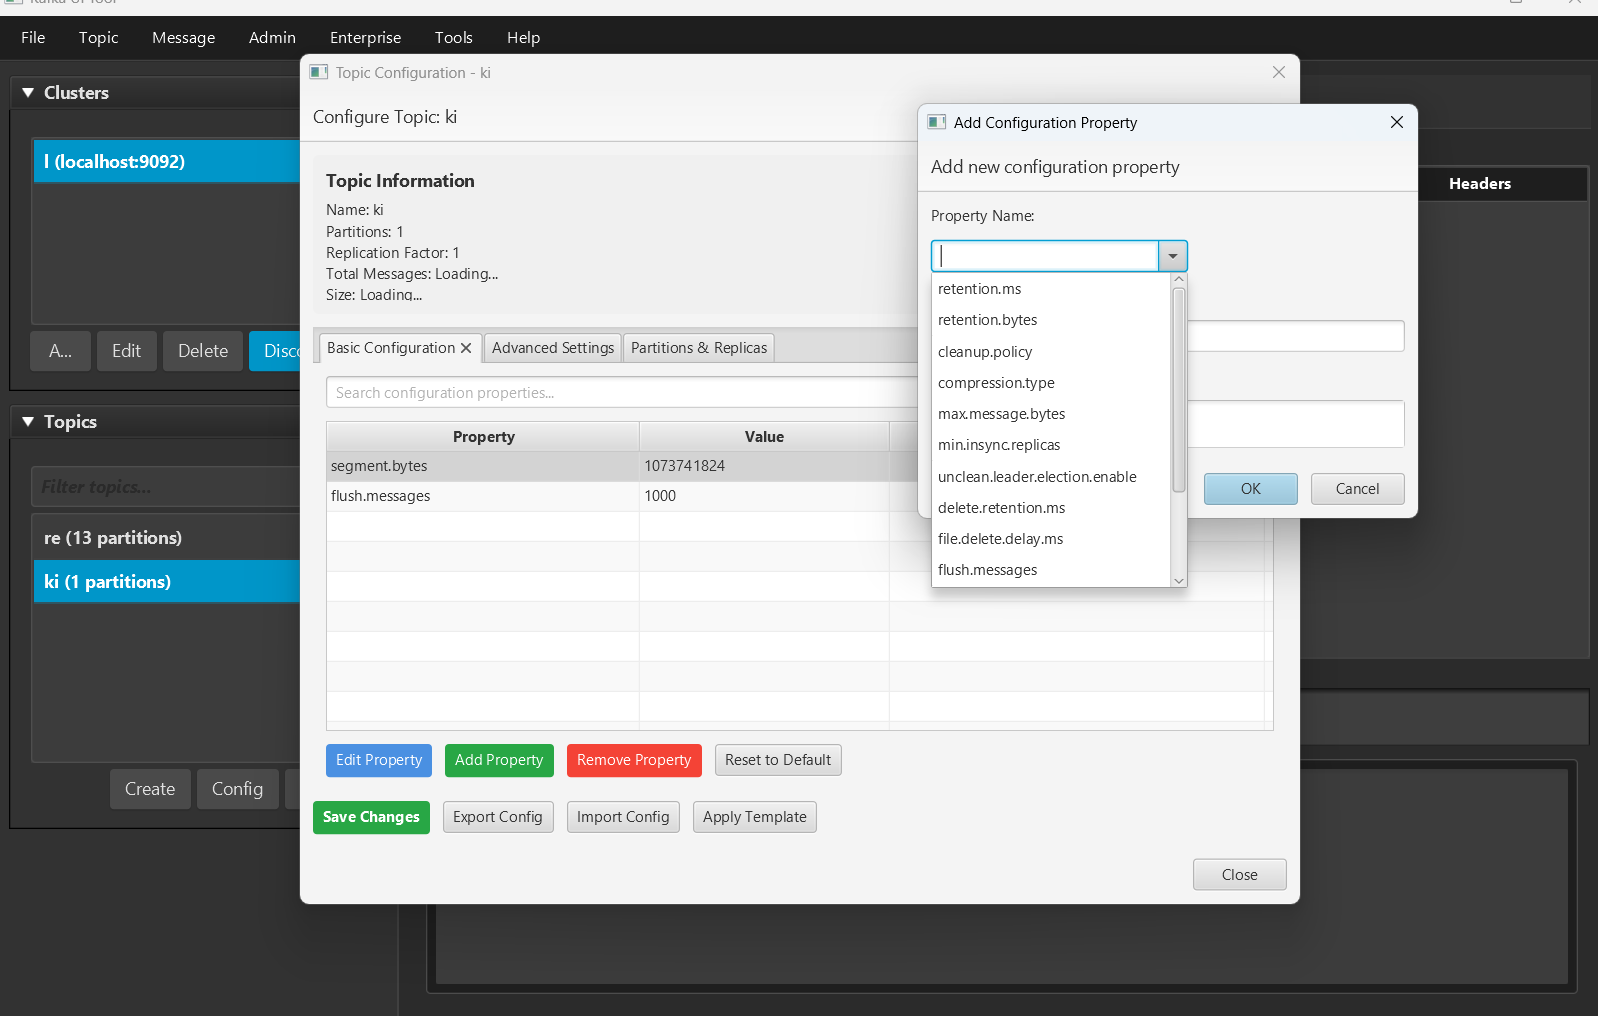 Kafka UI Tool
File Topic Message Admin Enterprise Tools Help
Clusters
l (localhost:9092)
A... Edit Delete Disco
Topics
Filter topics...
re (13 partitions)
ki (1 partitions)
Create Config
Topic Configuration - ki
Configure Topic: ki
Topic Information
Name: ki
Partitions: 1
Replication Factor: 1
Total Messages: Loading...
Size: Loading...
Basic Configuration Advanced Settings Partitions & Replicas
Search configuration properties...
Property Value
segment.bytes 1073741824
flush.messages 1000
Edit Property Add Property Remove Property Reset to Default
Save Changes Export Config Import Config Apply Template
Close
Add Configuration Property
Add new configuration property
Property Name:
retention.ms
retention.bytes
cleanup.policy
compression.type
max.message.bytes
min.insync.replicas
unclean.leader.election.enable
delete.retention.ms
file.delete.delay.ms
flush.messages
OK Cancel
Headers